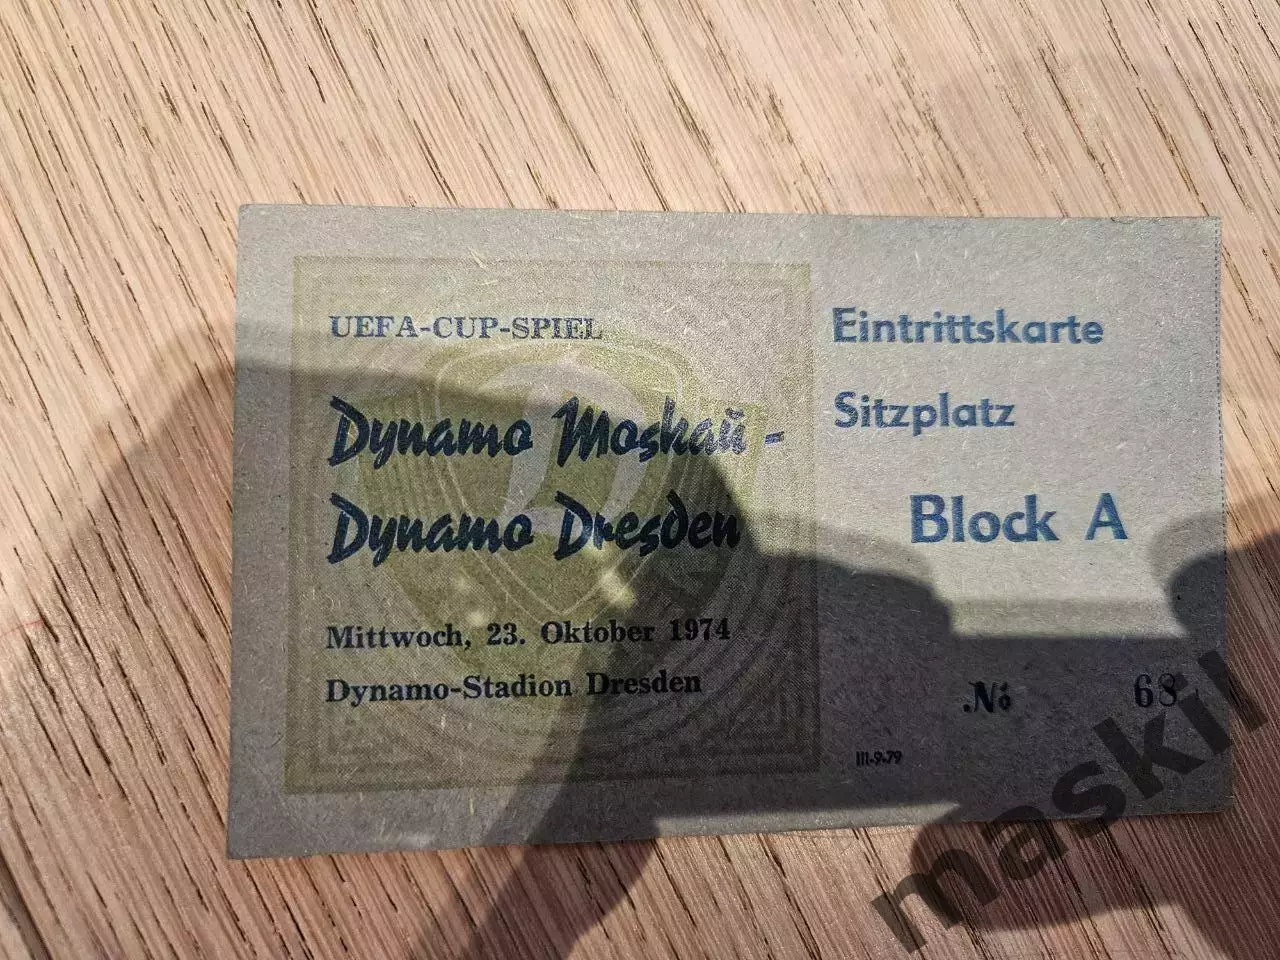 UEFA-CUP-SPIEL
Dynamo Moskau -
Dynamo Dresden
Mittwoch, 23. Oktober 1974
Dynamo-Stadion Dresden
Eintrittskarte
Sitzplatz
Block A
№ 68
III-9-79
maskil